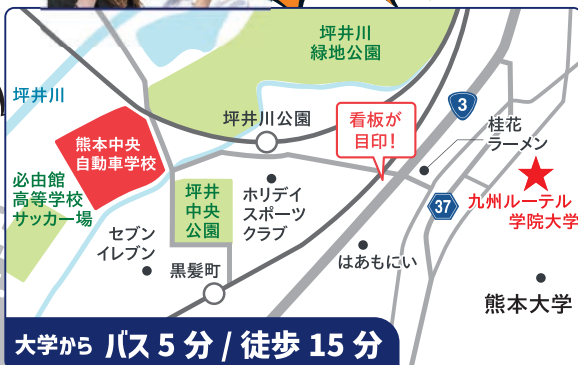 坪井川
緑地公園
坪井川
3
坪井川公園
看板が
目印!
桂花
ラーメン
熊本中央
自動車学校
必由館
高等学校
サッカー場
坪井
中央
公園
ホリデイ
スポーツ
クラブ
37
九州ルーテル
学院大学
セブン
イレブン
はあもにい
黒髪町
熊本大学
大学から バス 5 分 / 徒歩 15 分